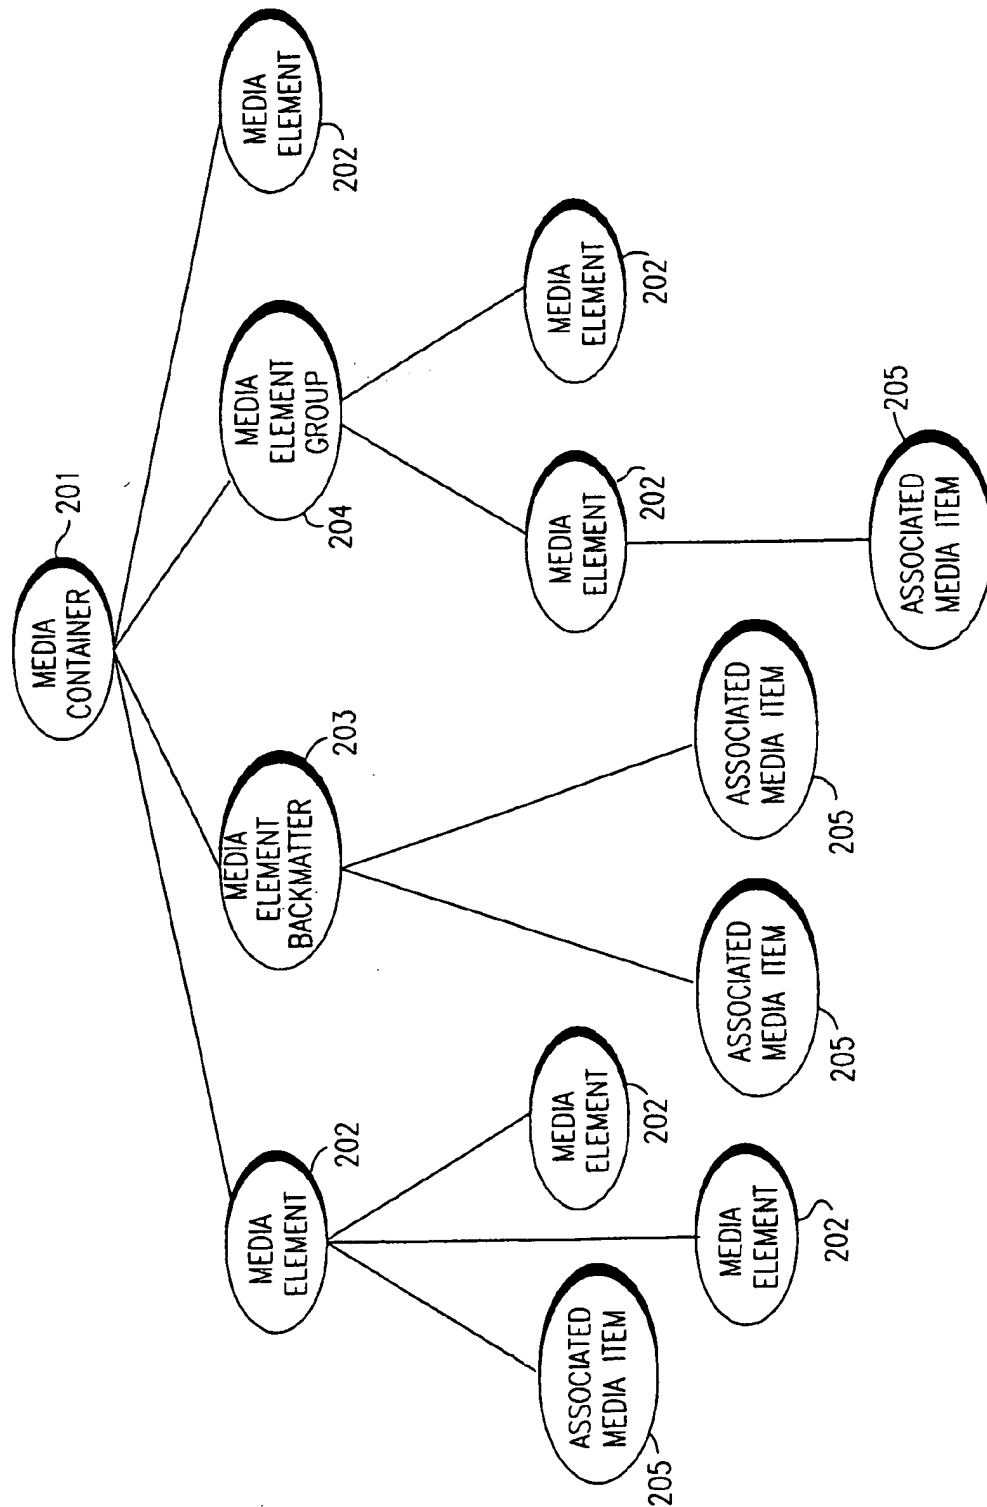 MEDIA
CONTAINER
201
MEDIA
ELEMENT
202
MEDIA
ELEMENT
BACKMATTER
203
MEDIA
ELEMENT
GROUP
204
MEDIA
ELEMENT
202
ASSOCIATED
MEDIA ITEM
205
MEDIA
ELEMENT
202
MEDIA
ELEMENT
202
ASSOCIATED
MEDIA ITEM
205
ASSOCIATED
MEDIA ITEM
205
MEDIA
ELEMENT
202
MEDIA
ELEMENT
202
ASSOCIATED
MEDIA ITEM
205